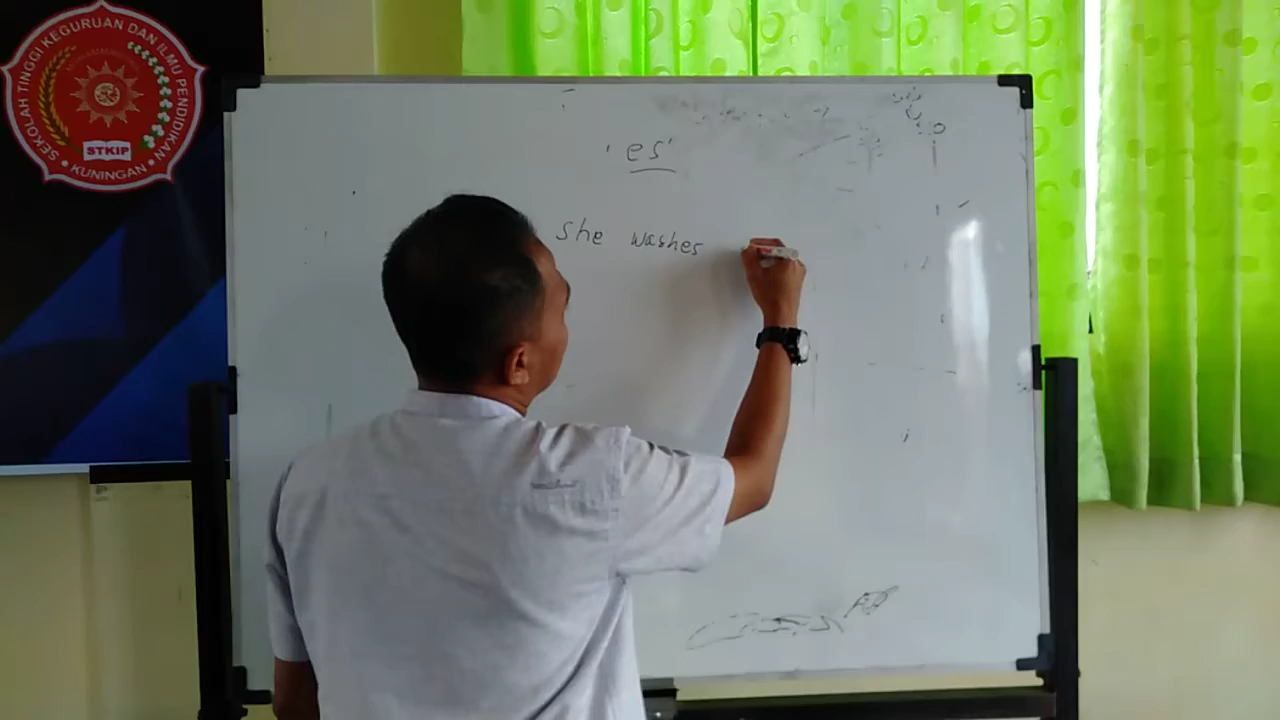 SEKOLAH TINGGI KEGURUAN DAN ILMU PENDIDIKAN
STKIP
• KUNINGAN •
'es'
she washes